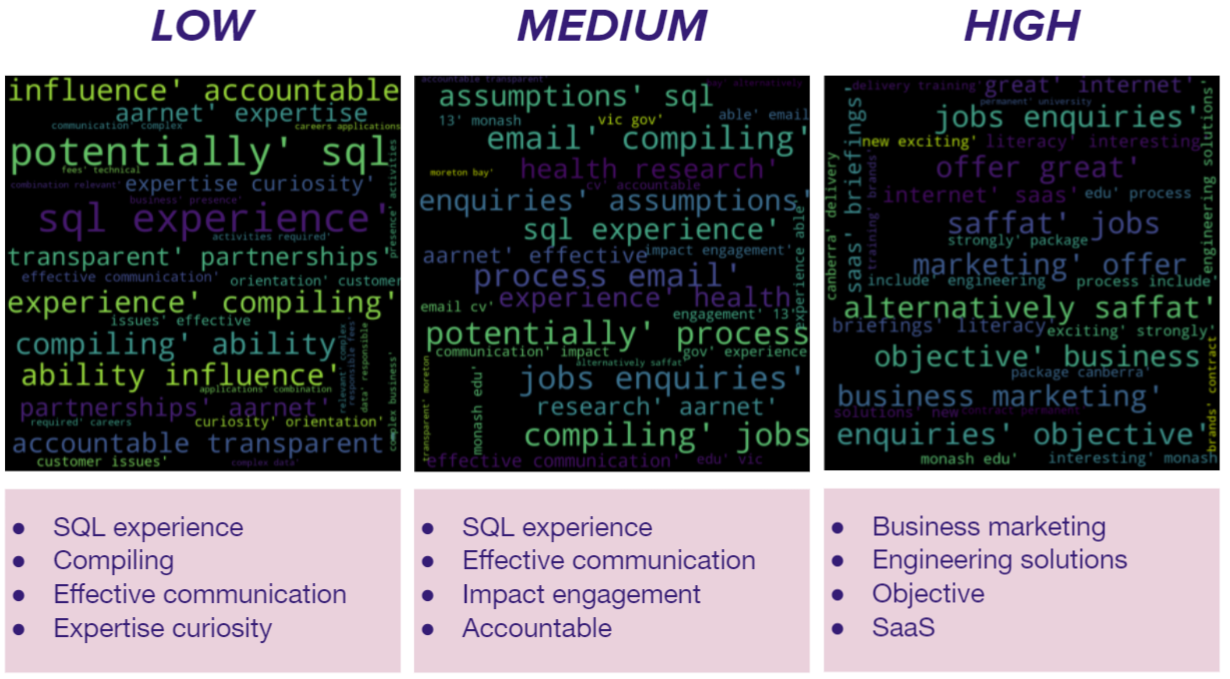 LOW
influence' accountable
aarnet' expertise
communication' complex
careers applications
potentially' sql
fees' technical
combination relevant'
expertise curiosity'
business' presence'
sql experience'
activities required'
presence' activities
transparent' partnerships'
effective communication'
orientation' customer
experience' compiling'
issues' effective
compiling' ability
ability influence'
applications' combination
relevant' complex
responsible fees'
data' responsible
complex business'
partnerships' aarnet'
required' careers
curiosity' orientation'
accountable transparent
customer issues'
complex data'
SQL experience
Compiling
Effective communication
Expertise curiosity
MEDIUM
accountable transparent'
alternatively
assumptions' sql
13' monash
vic gov'
able' email
email' compiling'
health research'
moreton bay'
cv' accountable
enquiries' assumptions'
sql experience'
experience able'
aarnet' effective
impact engagement'
process email'
experience' health
email cv'
engagement' 13'
potentially' process
communication' impact
gov' experience
alternatively saffat'
transparent' moreton
monash edu'
jobs enquiries'
research' aarnet'
compiling' jobs
effective communication'
edu' vic
SQL experience
Effective communication
Impact engagement
Accountable
HIGH
delivery training'
great' internet'
permanent' university
jobs enquiries'
new exciting'
literacy' interesting
offer great'
internet' saas'
edu' process
saas' briefings'
training' brands
canberra' delivery
engineering solutions'
saffat' jobs
strongly' package
marketing' offer
include' engineering
process include'
alternatively saffat'
briefings' literacy
exciting' strongly'
objective' business
package canberra'
business marketing'
solutions' new
contract permanent'
brands' contract
enquiries' objective'
monash edu'
interesting' monash
Business marketing
Engineering solutions
Objective
SaaS